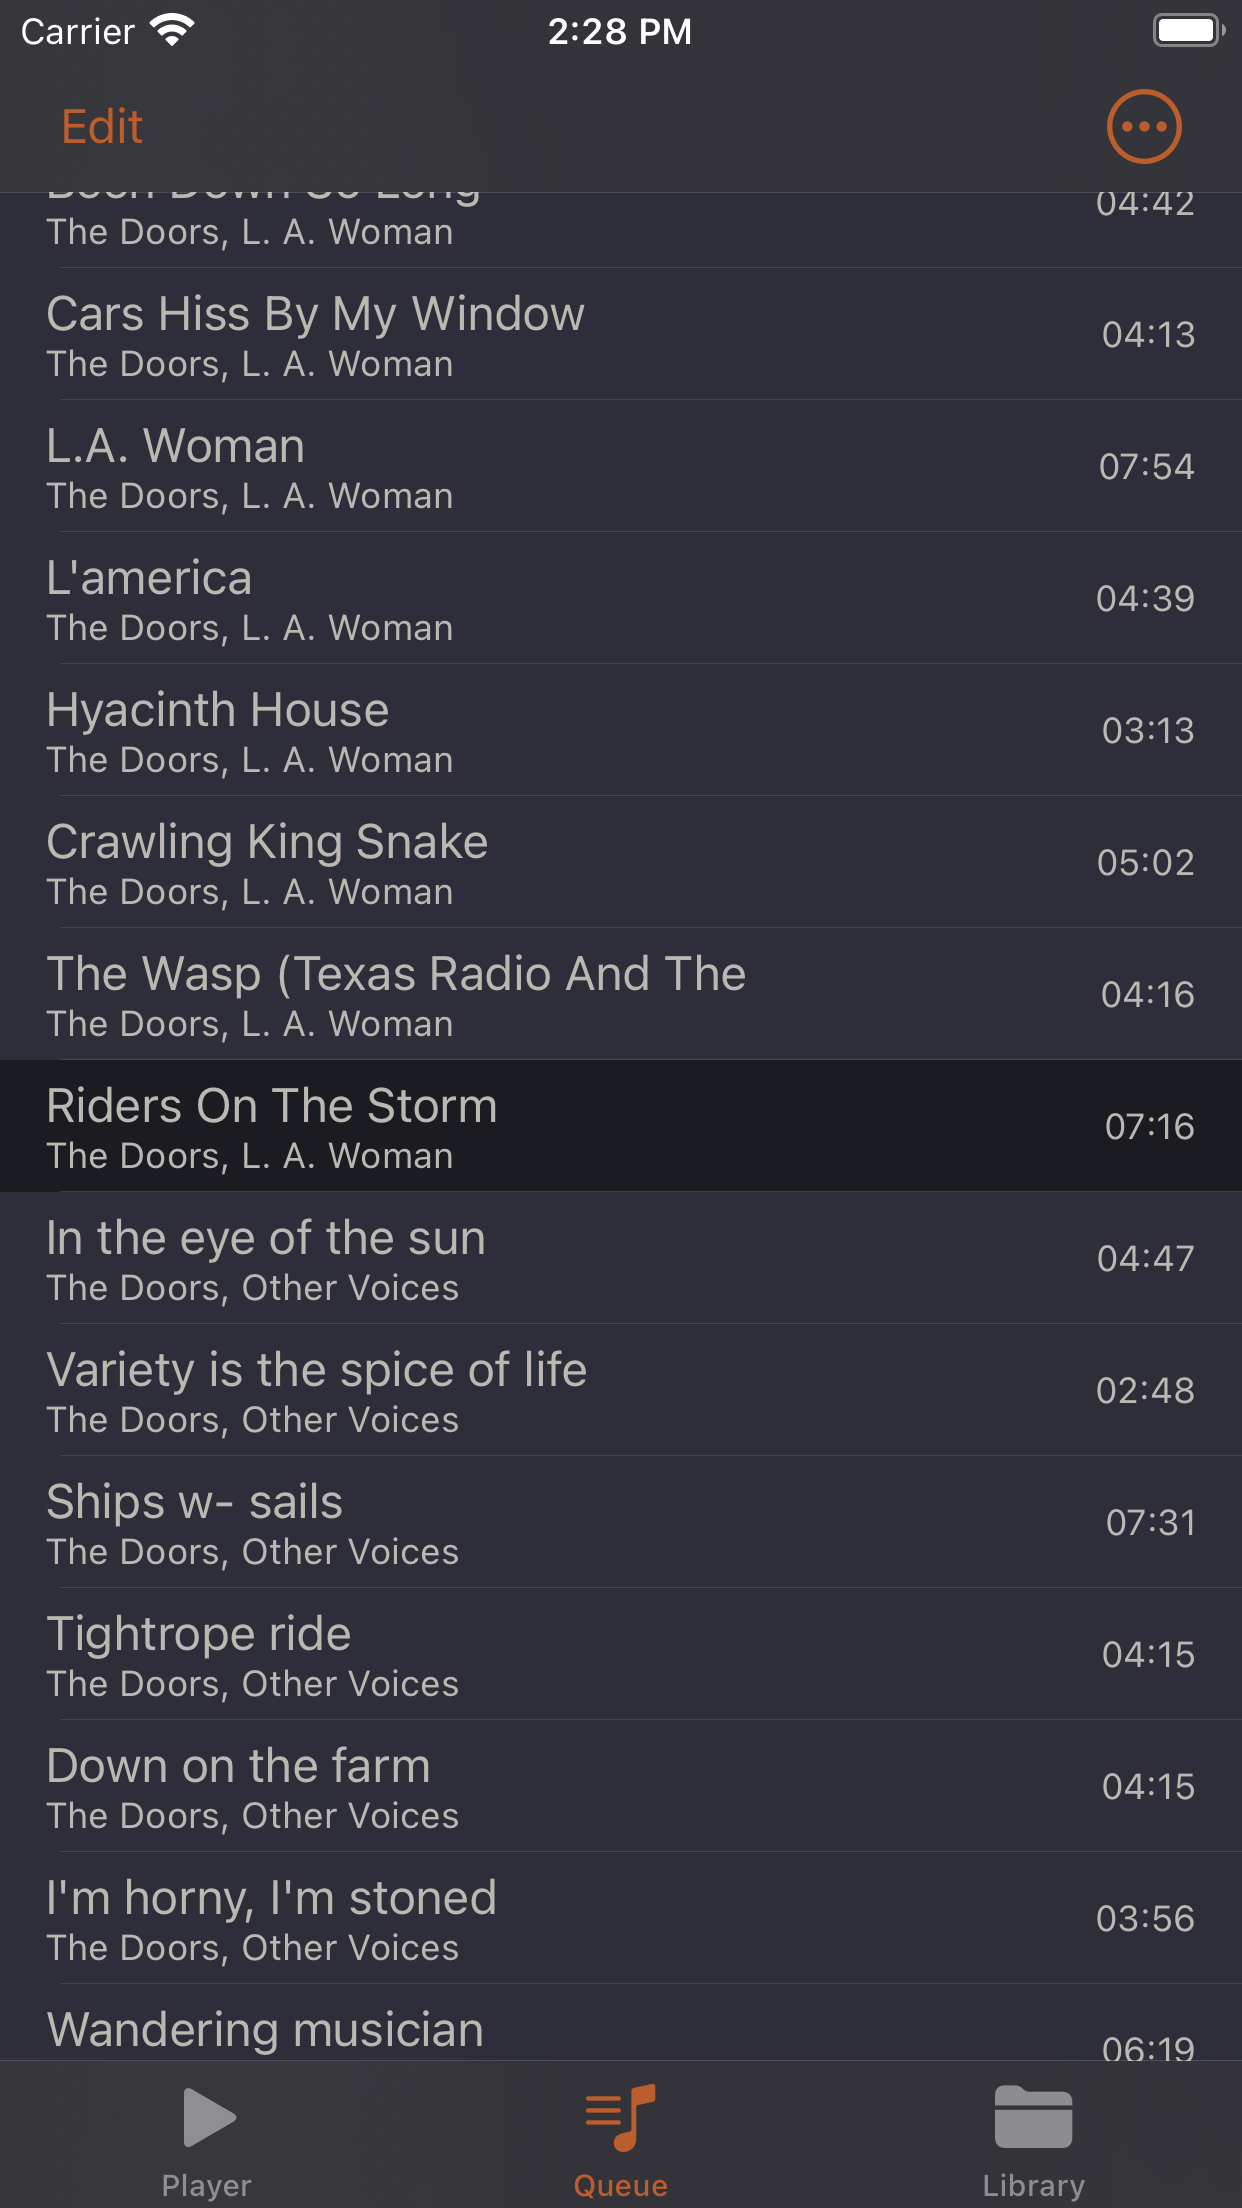 Carrier 2:28 PM
Edit
Been Down So Long 04:42
The Doors, L. A. Woman
Cars Hiss By My Window 04:13
The Doors, L. A. Woman
L.A. Woman 07:54
The Doors, L. A. Woman
L'america 04:39
The Doors, L. A. Woman
Hyacinth House 03:13
The Doors, L. A. Woman
Crawling King Snake 05:02
The Doors, L. A. Woman
The Wasp (Texas Radio And The 04:16
The Doors, L. A. Woman
Riders On The Storm 07:16
The Doors, L. A. Woman
In the eye of the sun 04:47
The Doors, Other Voices
Variety is the spice of life 02:48
The Doors, Other Voices
Ships w- sails 07:31
The Doors, Other Voices
Tightrope ride 04:15
The Doors, Other Voices
Down on the farm 04:15
The Doors, Other Voices
I'm horny, I'm stoned 03:56
The Doors, Other Voices
Wandering musician 06:19
Player Queue Library